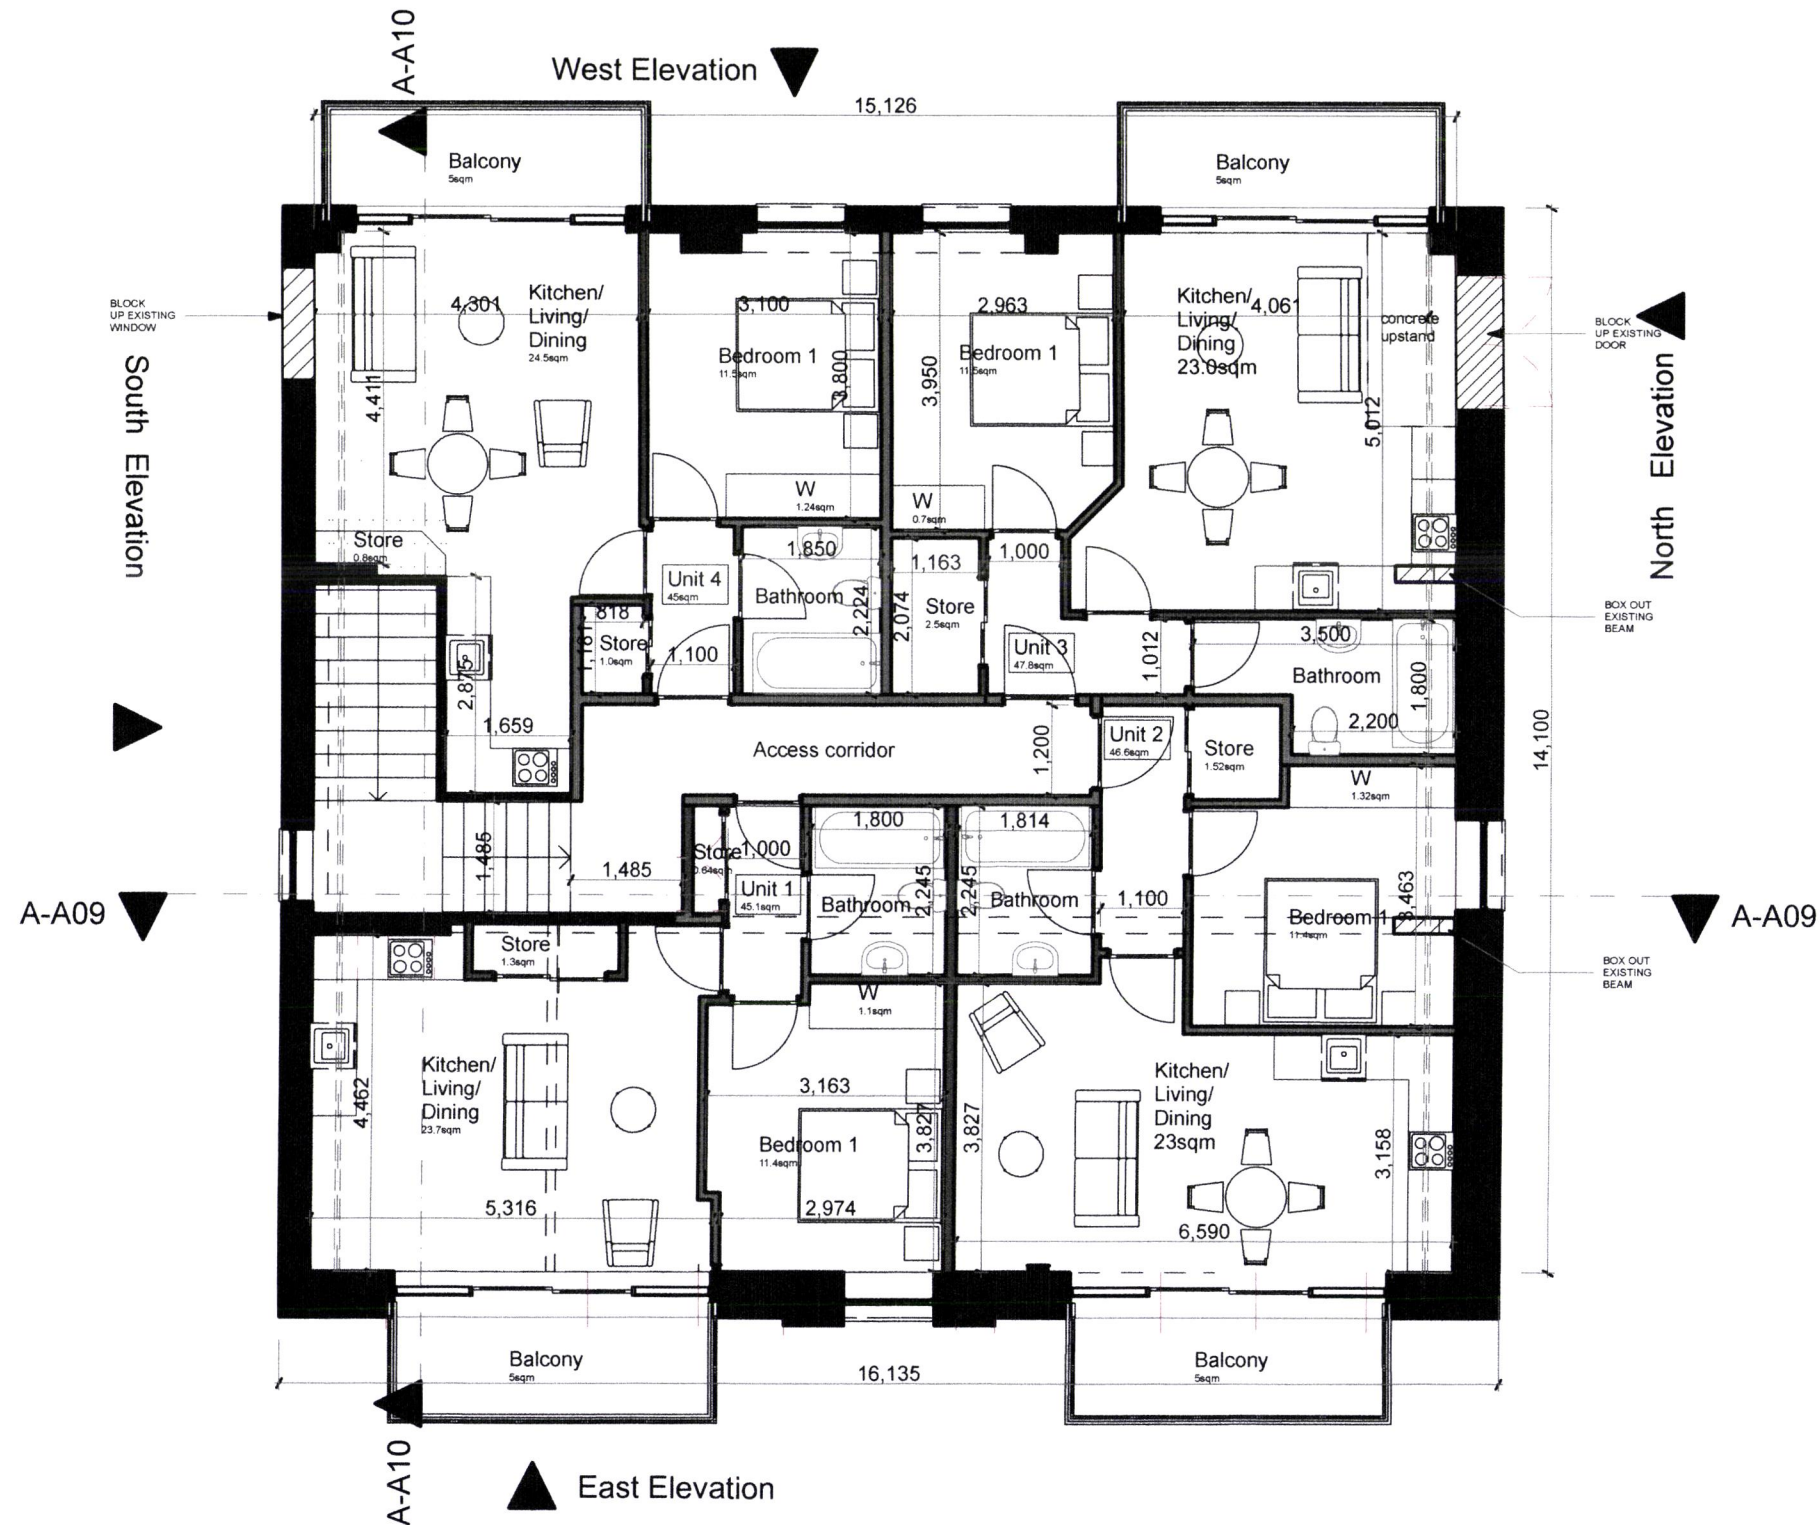 A-A10
West Elevation
15,126
Balcony
5sqm
Balcony
5sqm
BLOCK
UP EXISTING
WINDOW
South Elevation
4,301
Kitchen/
Living/
Dining
24.5sqm
4,411
Store
0.8sqm
3,100
Bedroom 1
11.5sqm
3,800
W
1.24sqm
2,963
Bedroom 1
11.5sqm
3,950
W
0.7sqm
Kitchen/
Living/
Dining
23.0sqm
4,061
concrete
upstand
5,012
BLOCK
UP EXISTING
DOOR
North Elevation
BOX OUT
EXISTING
BEAM
Unit 4
45sqm
1,850
Bathroom
2,224
818
Store
1.0sqm
1,100
1,163
2,074
Store
2.5sqm
1,000
Unit 3
47.8sqm
1,012
3,500
Bathroom
1,800
2,200
2,875
1,659
Access corridor
1,200
Unit 2
46.6sqm
Store
1.52sqm
W
1.32sqm
14,100
1,485
1,485
Store
0.64sqm
1,000
Unit 1
45.1sqm
1,800
Bathroom
2,245
1,814
2,245
Bathroom
1,100
Bedroom 1
11.4sqm
3,463
A-A09
A-A09
BOX OUT
EXISTING
BEAM
Store
1.3sqm
Kitchen/
Living/
Dining
23.7sqm
4,462
5,316
W
1.1sqm
3,163
Bedroom 1
11.4sqm
3,827
2,974
3,827
Kitchen/
Living/
Dining
23sqm
3,158
6,590
Balcony
5sqm
16,135
Balcony
5sqm
A-A10
East Elevation